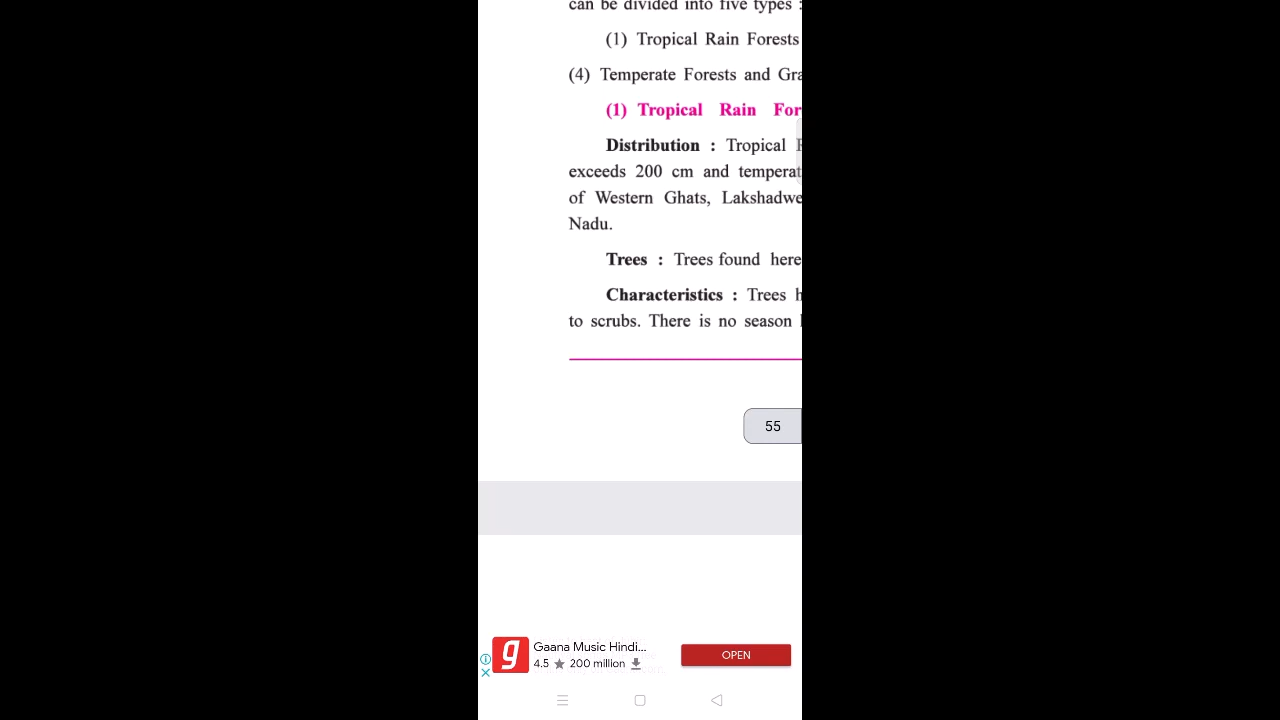 can be divided into five types :
(1) Tropical Rain Forests
(4) Temperate Forests and Gra
(1) Tropical Rain For
Distribution : Tropical
exceeds 200 cm and temperat
of Western Ghats, Lakshadwe
Nadu.
Trees : Trees found here
Characteristics : Trees h
to scrubs. There is no season
55
Gaana Music Hindi...
4.5 ★ 200 million
OPEN